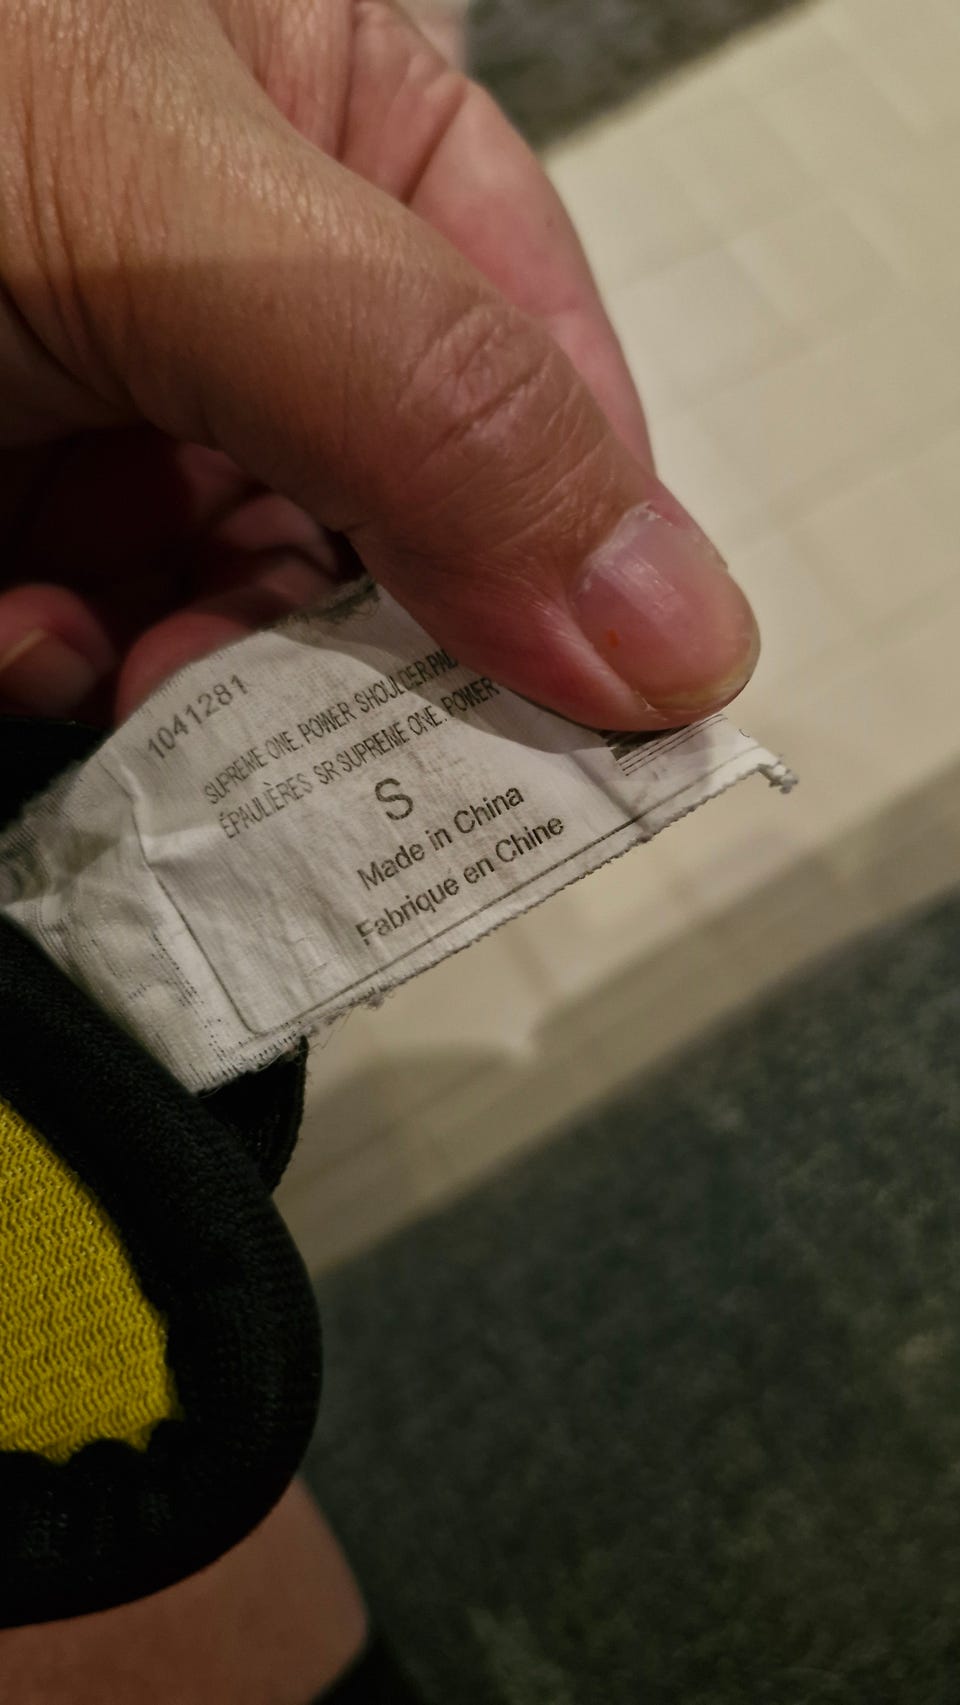 1041281
SUPREME ONE. POWER SHOULDER PAD
ÉPAULIÈRES SR SUPREME ONE. POWER
S
Made in China
Fabrique en Chine